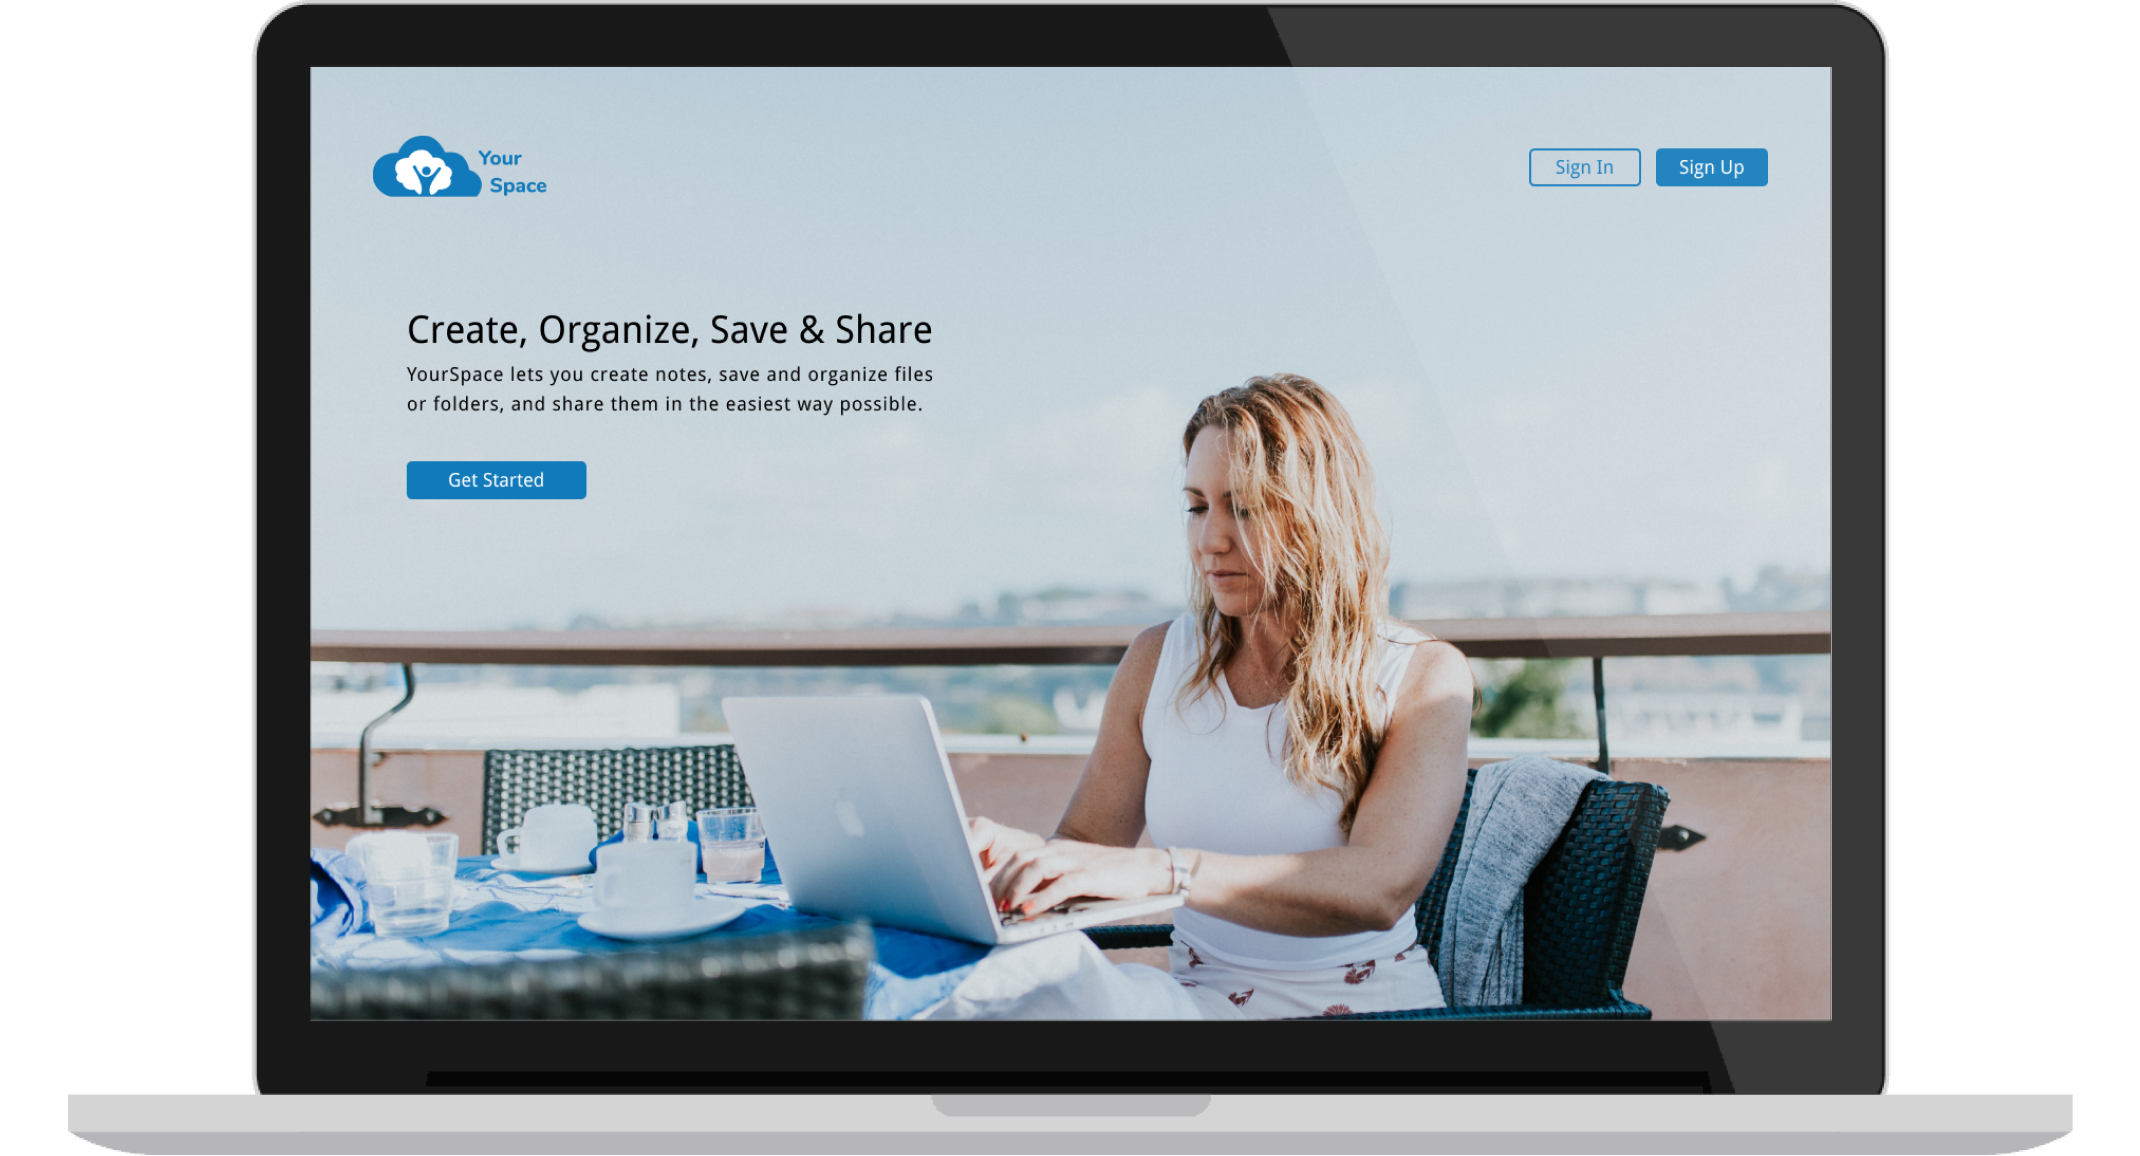 Your
Space
Sign In
Sign Up
Create, Organize, Save & Share
YourSpace lets you create notes, save and organize files
or folders, and share them in the easiest way possible.
Get Started